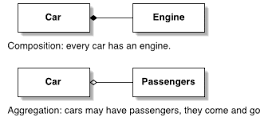 Car Engine
Composition: every car has an engine.
Car Passengers
Aggregation: cars may have passengers, they come and go